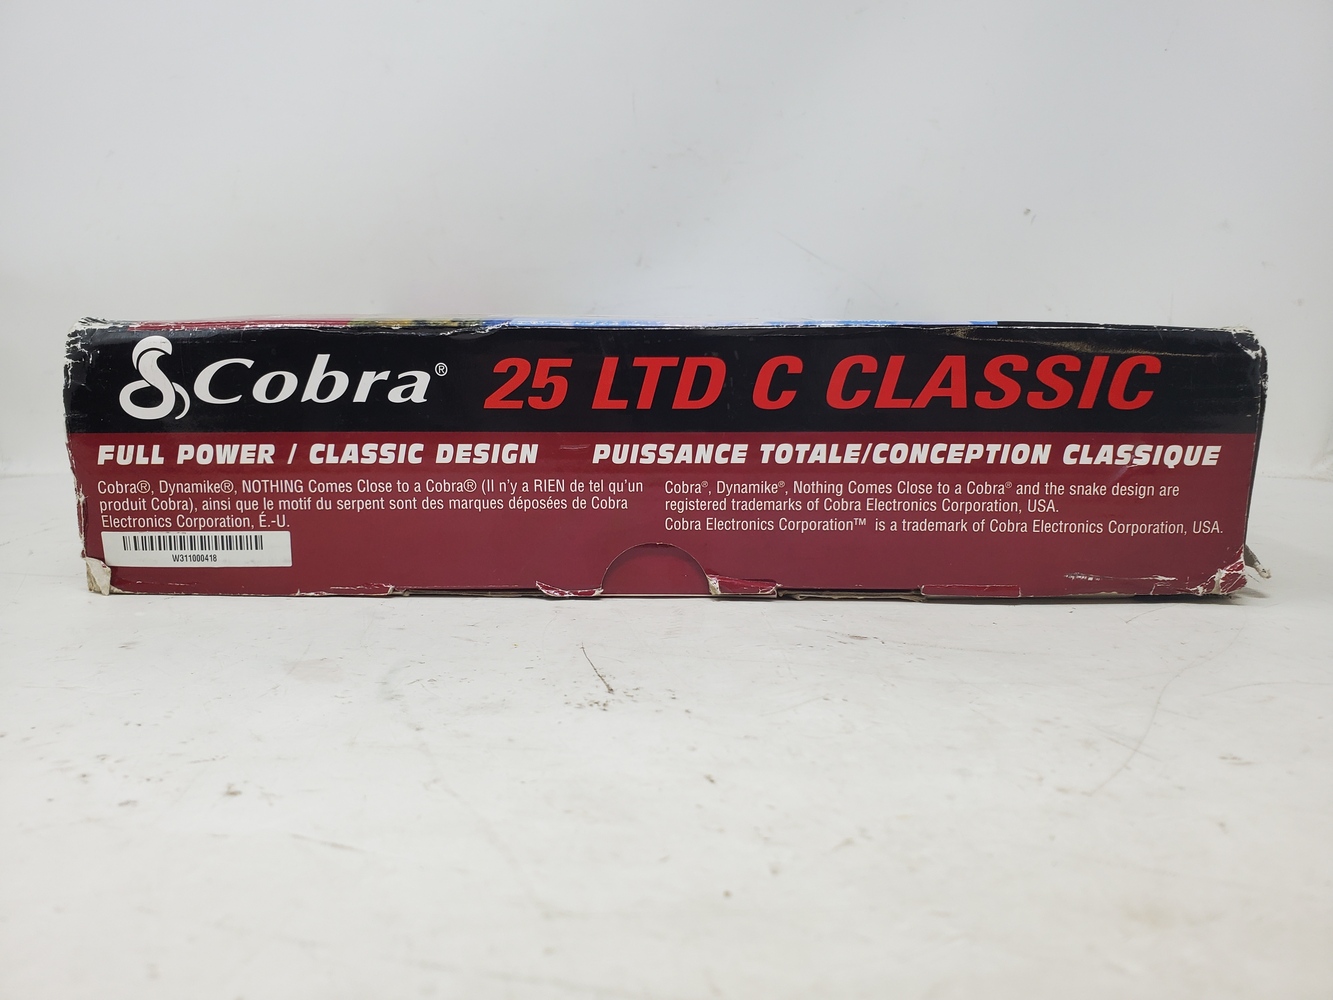 Cobra® 25 LTD C CLASSIC
FULL POWER / CLASSIC DESIGN
PUISSANCE TOTALE/CONCEPTION CLASSIQUE
Cobra®, Dynamike®, NOTHING Comes Close to a Cobra® (Il n'y a RIEN de tel qu'un
produit Cobra), ainsi que le motif du serpent sont des marques déposées de Cobra
Electronics Corporation, É.-U.
Cobra®, Dynamike®, Nothing Comes Close to a Cobra® and the snake design are
registered trademarks of Cobra Electronics Corporation, USA.
Cobra Electronics Corporation™ is a trademark of Cobra Electronics Corporation, USA.
W311000418